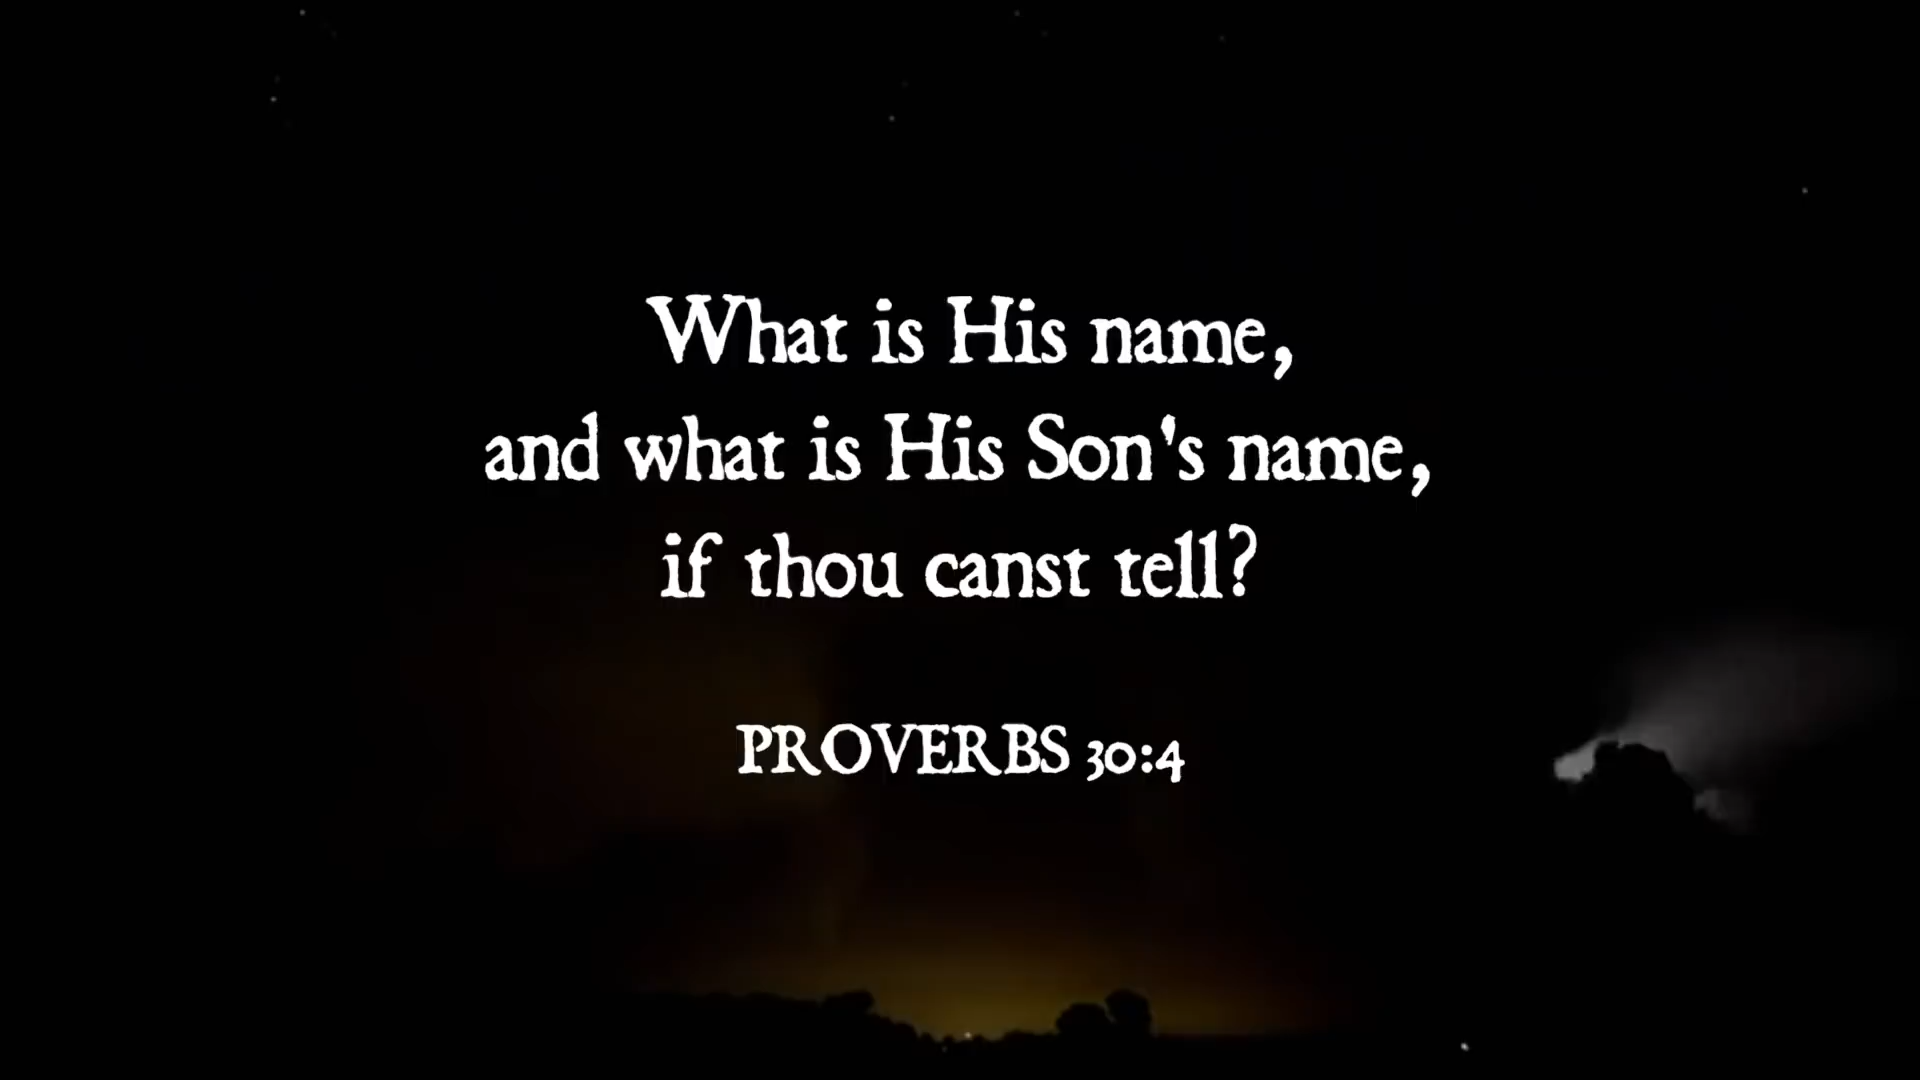 What is His name,
and what is His Son's name,
if thou canst tell?
PROVERBS 30:4